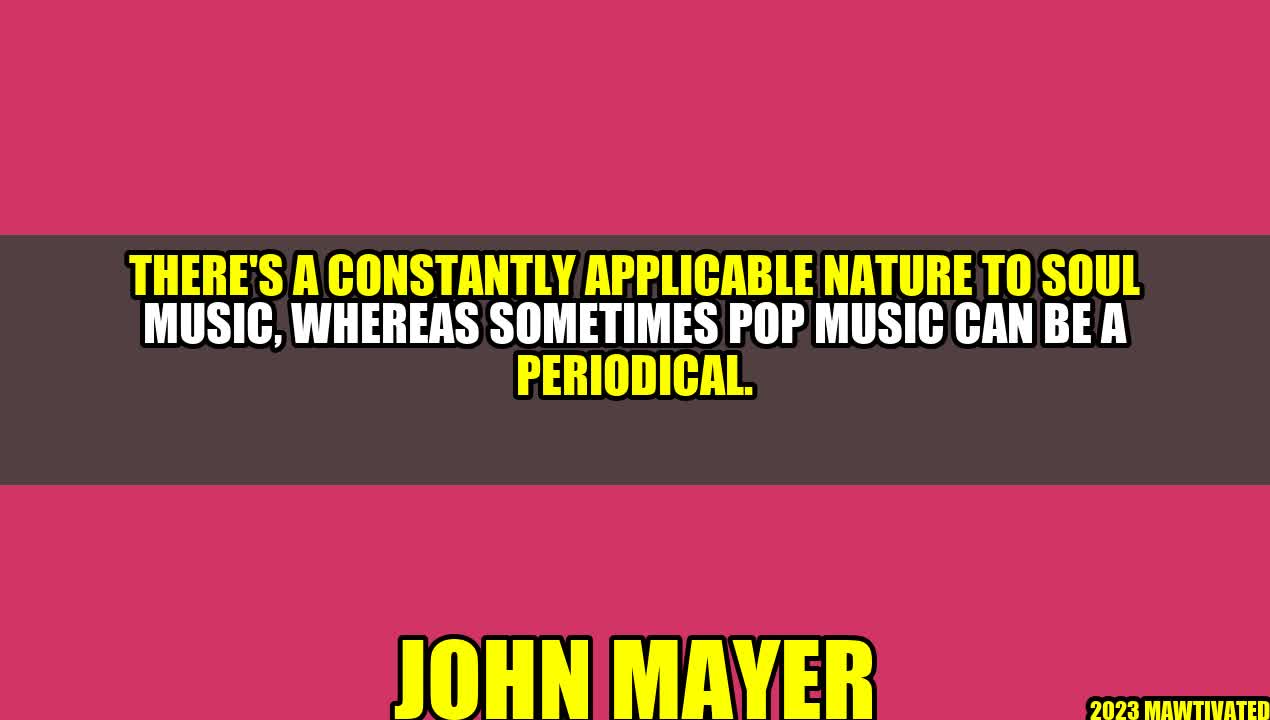 THERE'S A CONSTANTLY APPLICABLE NATURE TO SOUL
MUSIC, WHEREAS SOMETIMES POP MUSIC CAN BE A
PERIODICAL.
JOHN MAYER
2023 MAWTIVATED